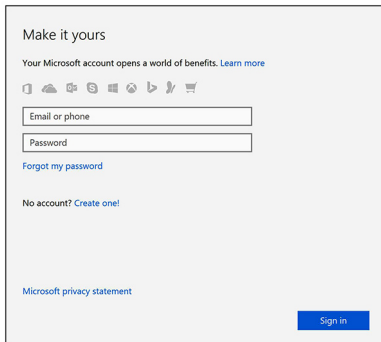 Make it yours
Your Microsoft account opens a world of benefits. Learn more
Email or phone
Password
Forgot my password
No account? Create one!
Microsoft privacy statement
Sign in